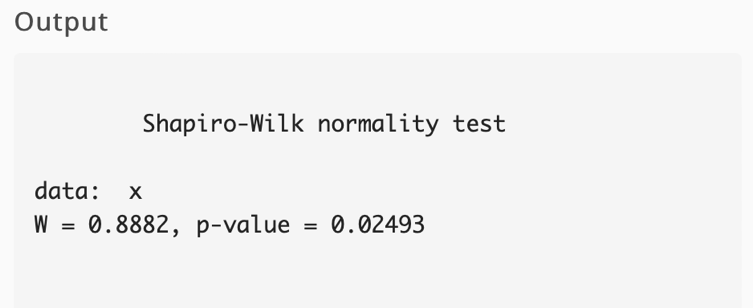 Output
Shapiro-Wilk normality test
data:  x
W = 0.8882, p-value = 0.02493